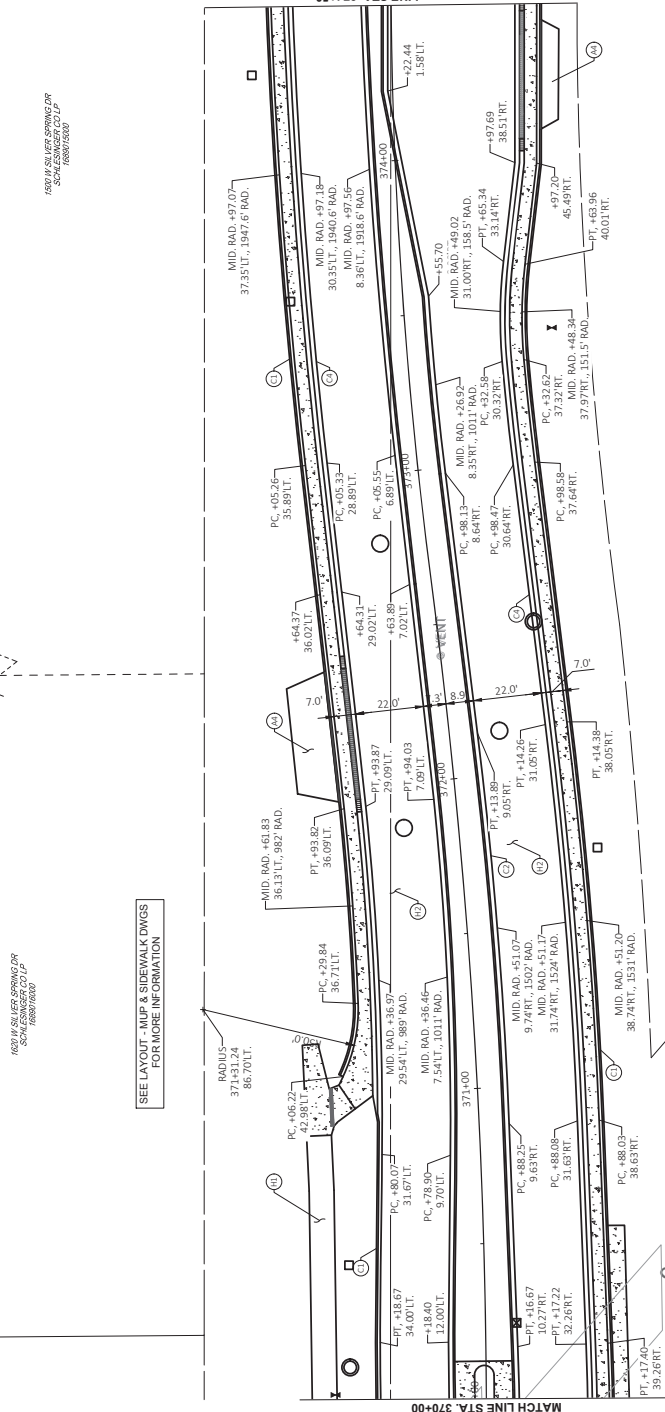 1500 W SILVER SPRING DR
SCHLESINGER CO LP
1689015000
1620 W SILVER SPRING DR
SCHLESINGER CO LP
1689016000
SEE LAYOUT - MUP & SIDEWALK DWGS
FOR MORE INFORMATION
+22.44
1.58'LT.
374+00
A4
+97.69
38.51'RT.
MID. RAD. +97.07
37.35'LT., 1947.6' RAD.
MID. RAD. +97.18
30.35'LT., 1940.6' RAD.
MID. RAD. +97.56
8.36'LT., 1918.6' RAD.
+97.20
45.49'RT.
PT, +65.34
33.14'RT.
PT, +63.96
40.01'RT.
+55.70
MID. RAD. +49.02
31.00'RT., 158.5' RAD.
MID. RAD. +48.34
37.97'RT., 151.5' RAD.
C1
C4
PC, +32.58
30.32'RT.
PC, +32.62
37.32'RT.
MID. RAD. +26.92
8.35'RT., 1011' RAD.
PC, +05.26
35.89'LT.
PC, +05.33
28.89'LT.
PC, +05.55
6.89'LT.
373+00
PC, +98.13
8.64'RT.
PC, +98.47
30.64'RT.
PC, +98.58
37.64'RT.
+64.37
36.02'LT.
+64.31
29.02'LT.
+63.89
7.02'LT.
VENT
C4
A4
7.0'
22.0'
8.9
22.0'
7.0'
PT, +93.82
36.09'LT.
PT, +93.87
29.09'LT.
PT, +94.03
7.09'LT.
372+00
PT, +13.89
9.05'RT.
PT, +14.26
31.05'RT.
PT, +14.38
38.05'RT.
MID. RAD. +61.83
36.13'LT., 982' RAD.
H2
C2
H2
PC, +29.84
36.71'LT.
MID. RAD. +36.97
29.54'LT., 989' RAD.
MID. RAD. +36.46
7.54'LT., 1011' RAD.
MID. RAD. +51.07
9.74'RT., 1502' RAD.
MID. RAD. +51.17
31.74'RT., 1524' RAD.
MID. RAD. +51.20
38.74'RT., 1531' RAD.
RADIUS
371+31.24
86.70'LT.
PC, +06.22
42.98'LT.
371+00
C1
H1
PC, +80.07
31.67'LT.
PC, +78.90
9.70'LT.
PC, +88.25
9.63'RT.
PC, +88.08
31.63'RT.
PC, +88.03
38.63'RT.
C1
PT, +18.67
34.00'LT.
+18.40
12.00'LT.
PT, +16.67
10.27'RT.
PT, +17.22
32.26'RT.
PT, +17.40
39.26'RT.
MATCH LINE STA. 370+00